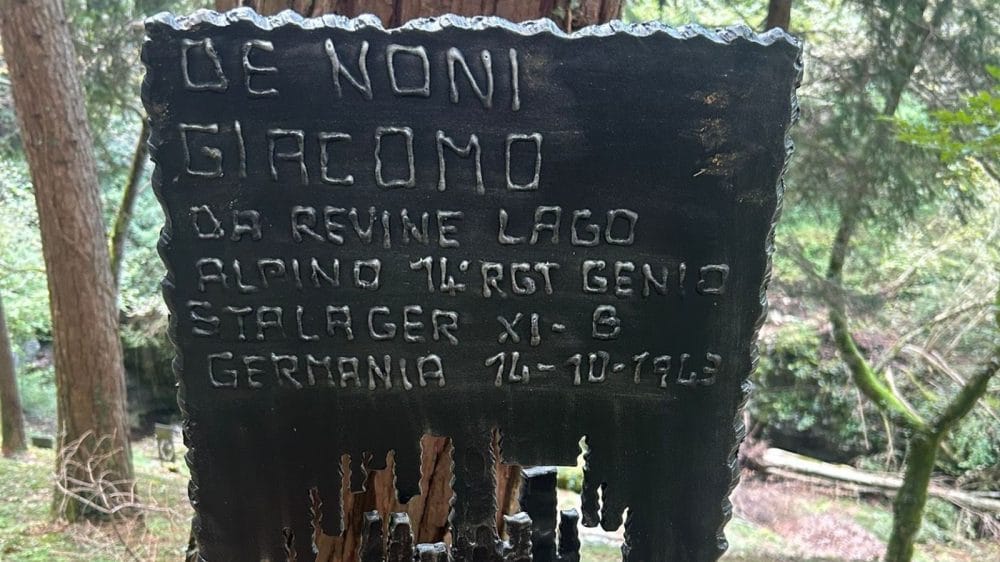 DE NONI
GIACOMO
DA REVINE LAGO
ALPINO 14° RGT GENIO
STALAGER XI-B
GERMANIA 14-10-1943